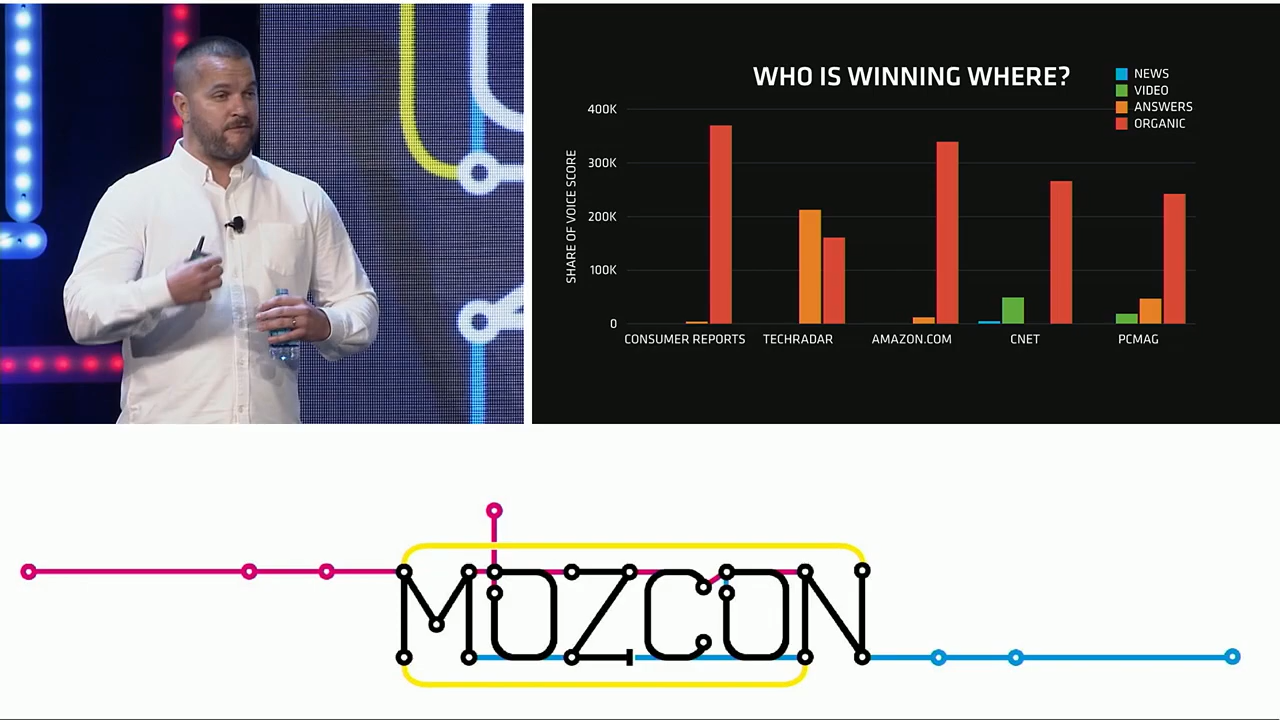 WHO IS WINNING WHERE?
NEWS
VIDEO
ANSWERS
ORGANIC
SHARE OF VOICE SCORE
400K
300K
200K
100K
0
CONSUMER REPORTS
TECHRADAR
AMAZON.COM
CNET
PCMAG
MOZCON